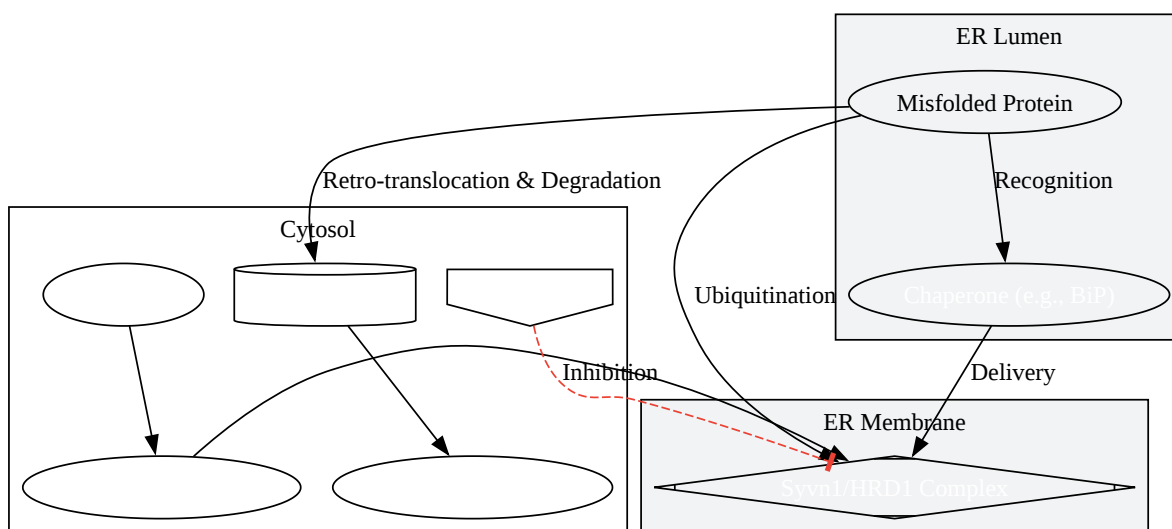 ER Lumen
Misfolded Protein
Retro-translocation & Degradation
Recognition
Cytosol
Ubiquitination
Chaperone (e.g., BiP)
Inhibition
Delivery
ER Membrane
Syvn1/HRD1 Complex